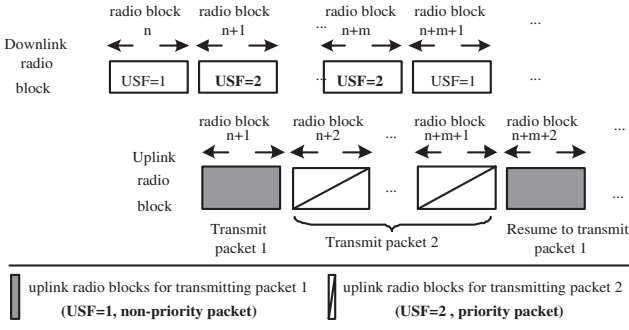 radio block radio block ... radio block radio block ...
n n+1 n+m n+m+1
Downlink
radio
block
USF=1 USF=2 ... USF=2 USF=1 ...
radio block radio block radio block radio block ...
n+1 n+2 ... n+m+1 n+m+2
Uplink
radio
block
... ...
Transmit packet 1
Transmit packet 2
Resume to transmit packet 1
uplink radio blocks for transmitting packet 1
(USF=1, non-priority packet)
uplink radio blocks for transmitting packet 2
(USF=2 , priority packet)